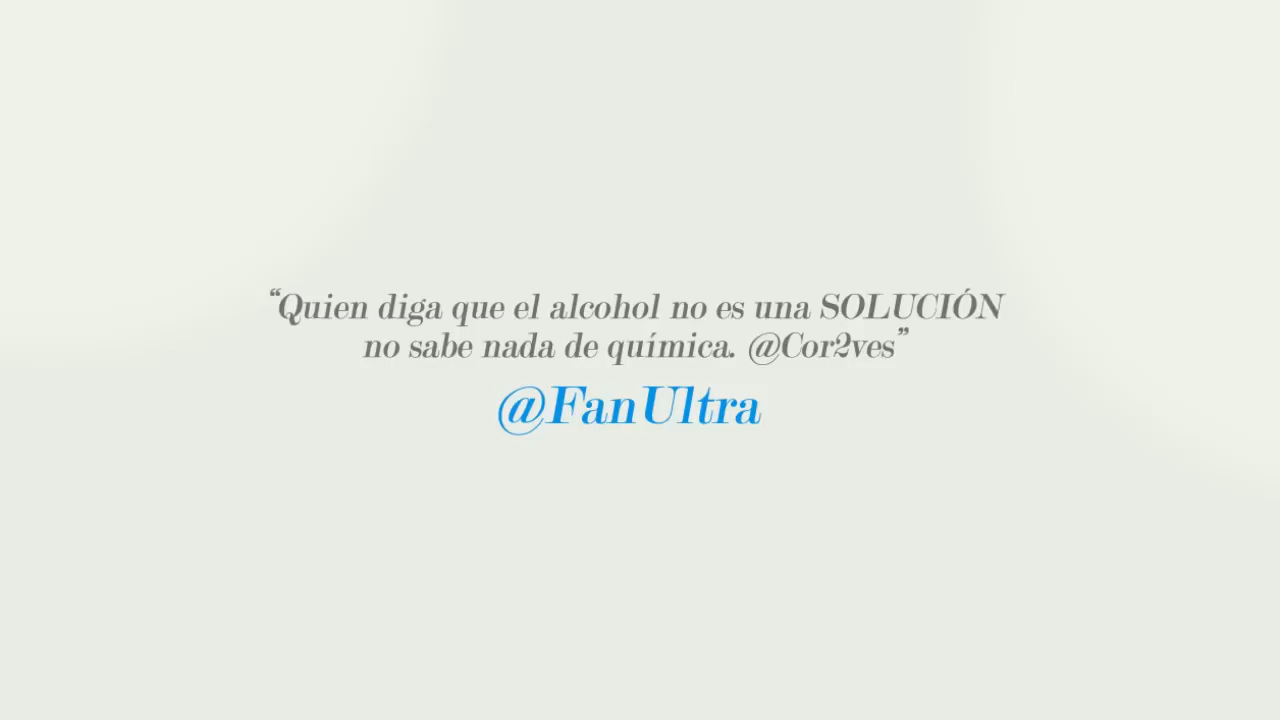 “Quien diga que el alcohol no es una SOLUCIÓN
no sabe nada de química. @Cor2ves”
@FanUltra